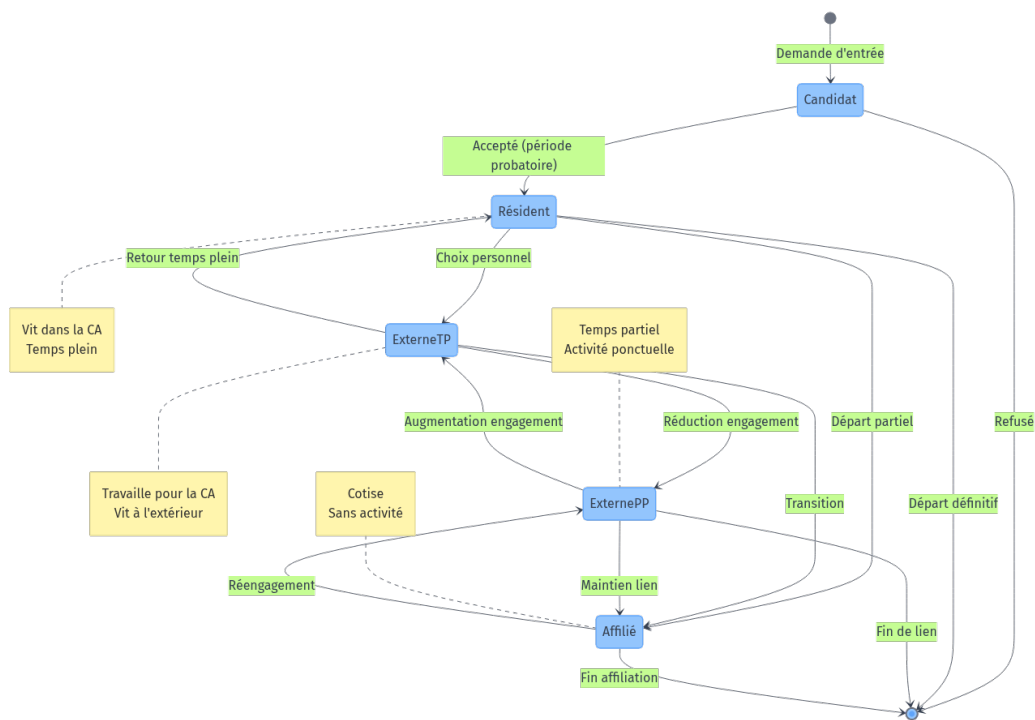 Demande d'entrée
Candidat
Accepté (période
probatoire)
Résident
Retour temps plein
Choix personnel
Vit dans la CA
Temps plein
ExterneTP
Temps partiel
Activité ponctuelle
Augmentation engagement
Réduction engagement
Départ partiel
Refusé
Travaille pour la CA
Vit à l'extérieur
Cotise
Sans activité
ExternePP
Transition
Départ définitif
Réengagement
Maintien lien
Affilié
Fin de lien
Fin affiliation